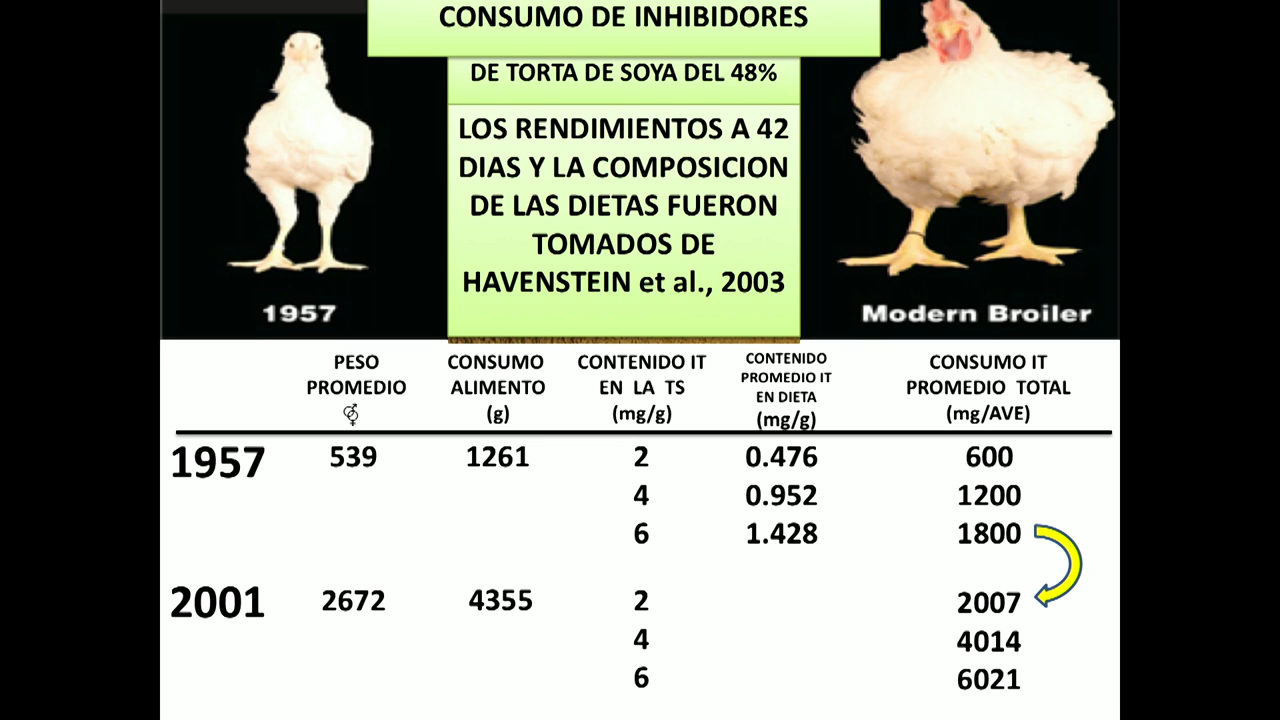 CONSUMO DE INHIBIDORES
DE TORTA DE SOYA DEL 48%
LOS RENDIMIENTOS A 42
DIAS Y LA COMPOSICION
DE LAS DIETAS FUERON
TOMADOS DE
HAVENSTEIN et al., 2003
1957
Modern Broiler
PESO PROMEDIO ⚤ CONSUMO ALIMENTO (g) CONTENIDO IT EN LA TS (mg/g) CONTENIDO PROMEDIO IT EN DIETA (mg/g) CONSUMO IT PROMEDIO TOTAL (mg/AVE)
1957 539 1261 2 0.476 600
4 0.952 1200
6 1.428 1800
2001 2672 4355 2 2007
4 4014
6 6021